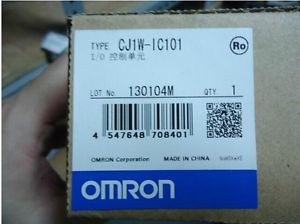 TYPE CJ1W-IC101
I/O 控制单元
Ro
LOT No 130104M QTY. 1
4 547648 708401
OMRON Corporation MADE IN CHINA
OMRON